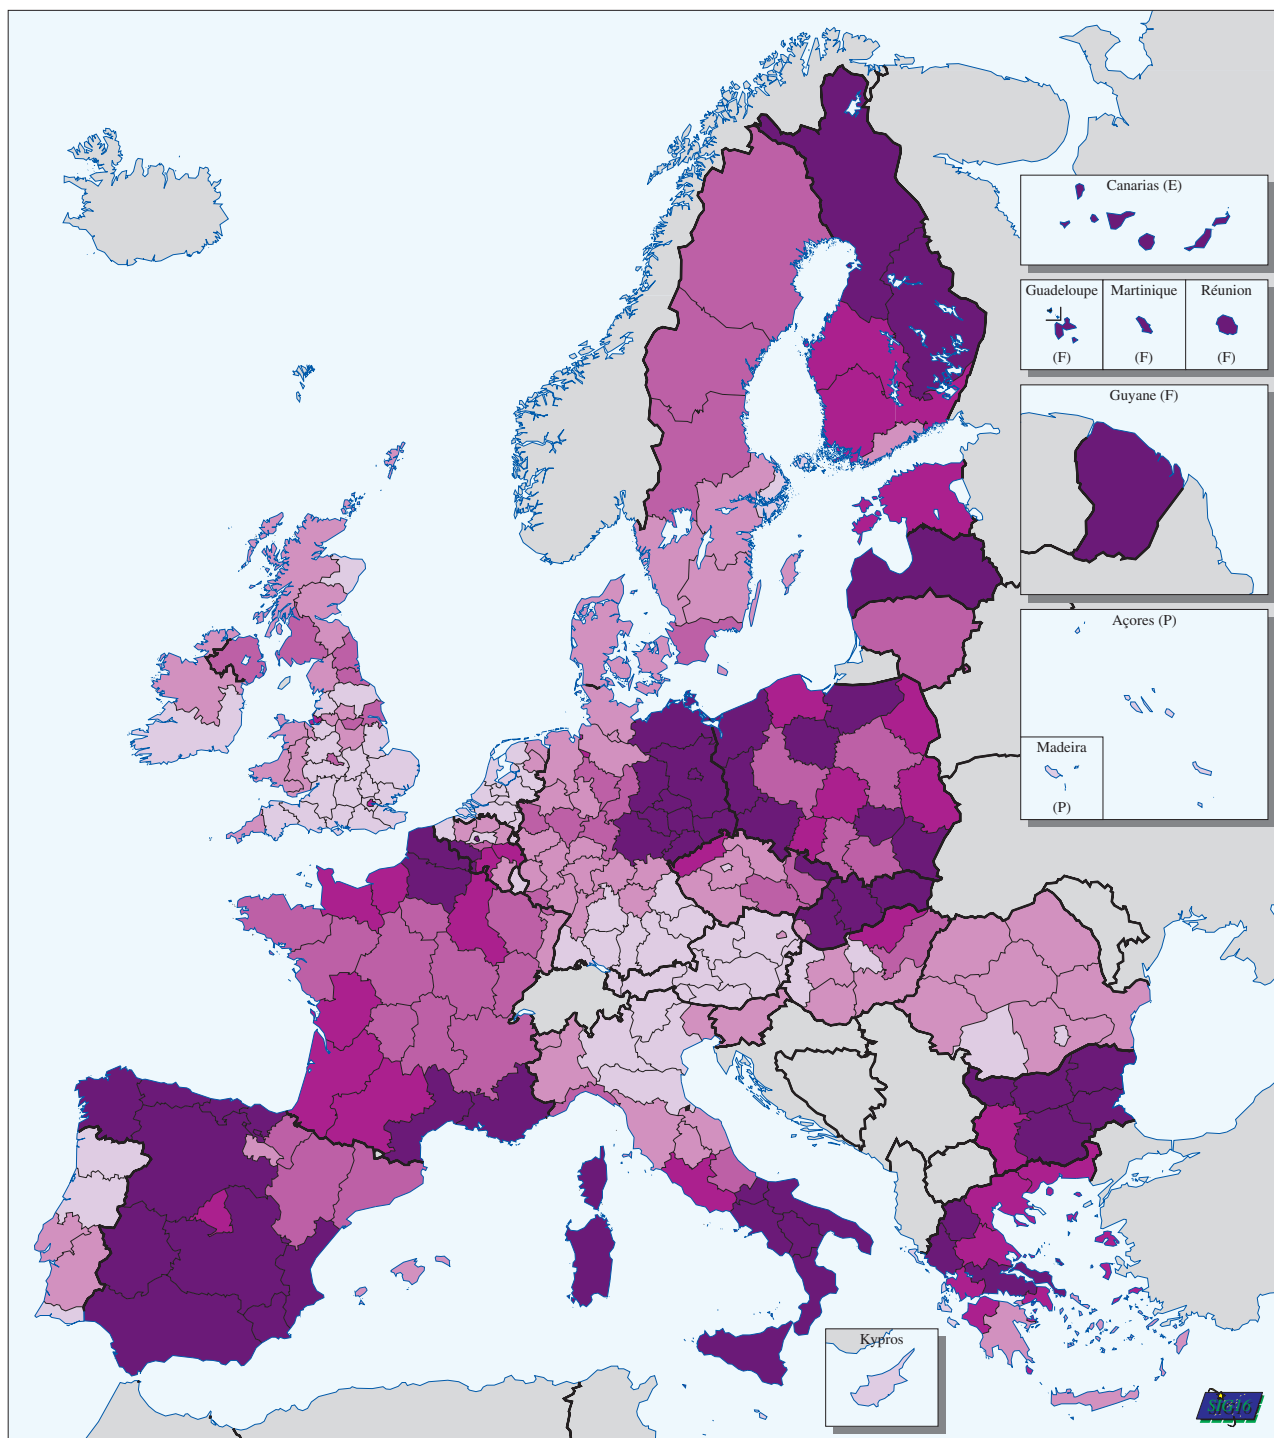 Canarias (E)
Guadeloupe
(F)
Martinique
(F)
Réunion
(F)
Guyane (F)
Açores (P)
Madeira
(P)
Kypros
SIG16